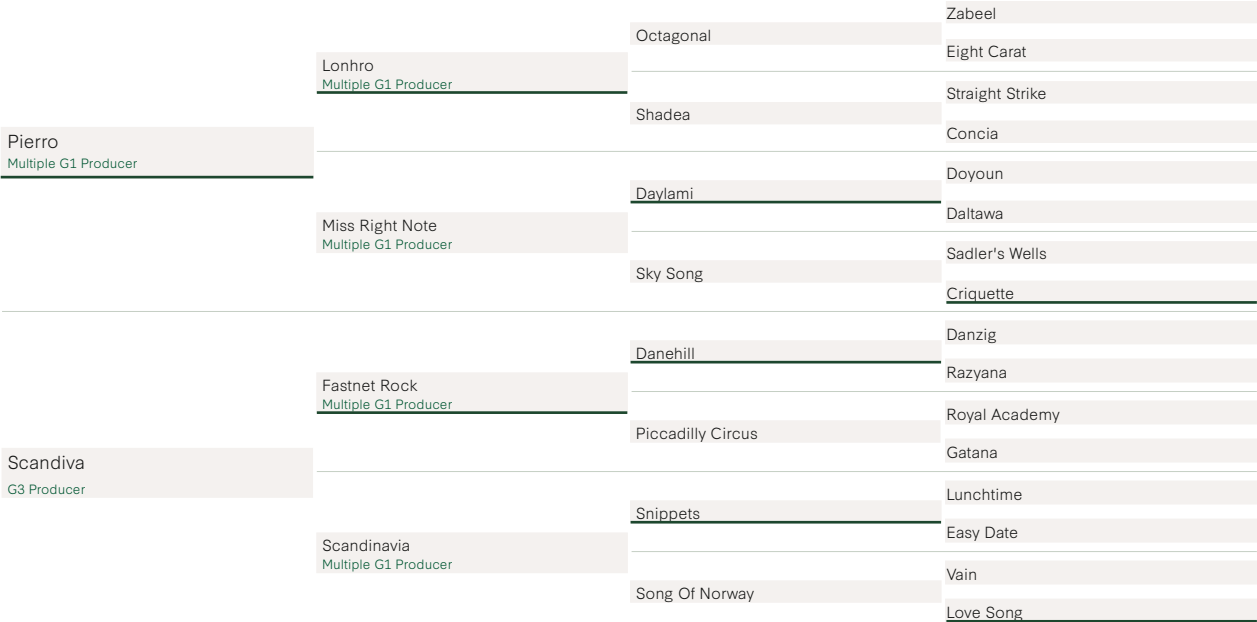 Pierro
Multiple G1 Producer
Scandiva
G3 Producer
Lonhro
Multiple G1 Producer
Miss Right Note
Multiple G1 Producer
Fastnet Rock
Multiple G1 Producer
Scandinavia
Multiple G1 Producer
Octagonal
Shadea
Daylami
Sky Song
Danehill
Piccadilly Circus
Snippets
Song Of Norway
Zabeel
Eight Carat
Straight Strike
Concia
Doyoun
Daltawa
Sadler's Wells
Criquette
Danzig
Razyana
Royal Academy
Gatana
Lunchtime
Easy Date
Vain
Love Song